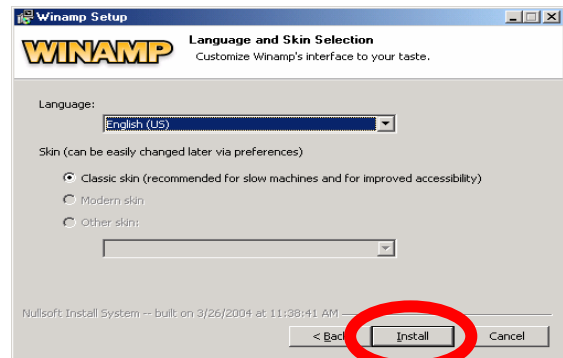 Winamp Setup
WINAMP
Language and Skin Selection
Customize Winamp's interface to your taste.
Language:
English (US)
Skin (can be easily changed later via preferences)
Classic skin (recommended for slow machines and for improved accessibility)
Modern skin
Other skin:
Nullsoft Install System -- built on 3/26/2004 at 11:38:41 AM
< Back Install Cancel